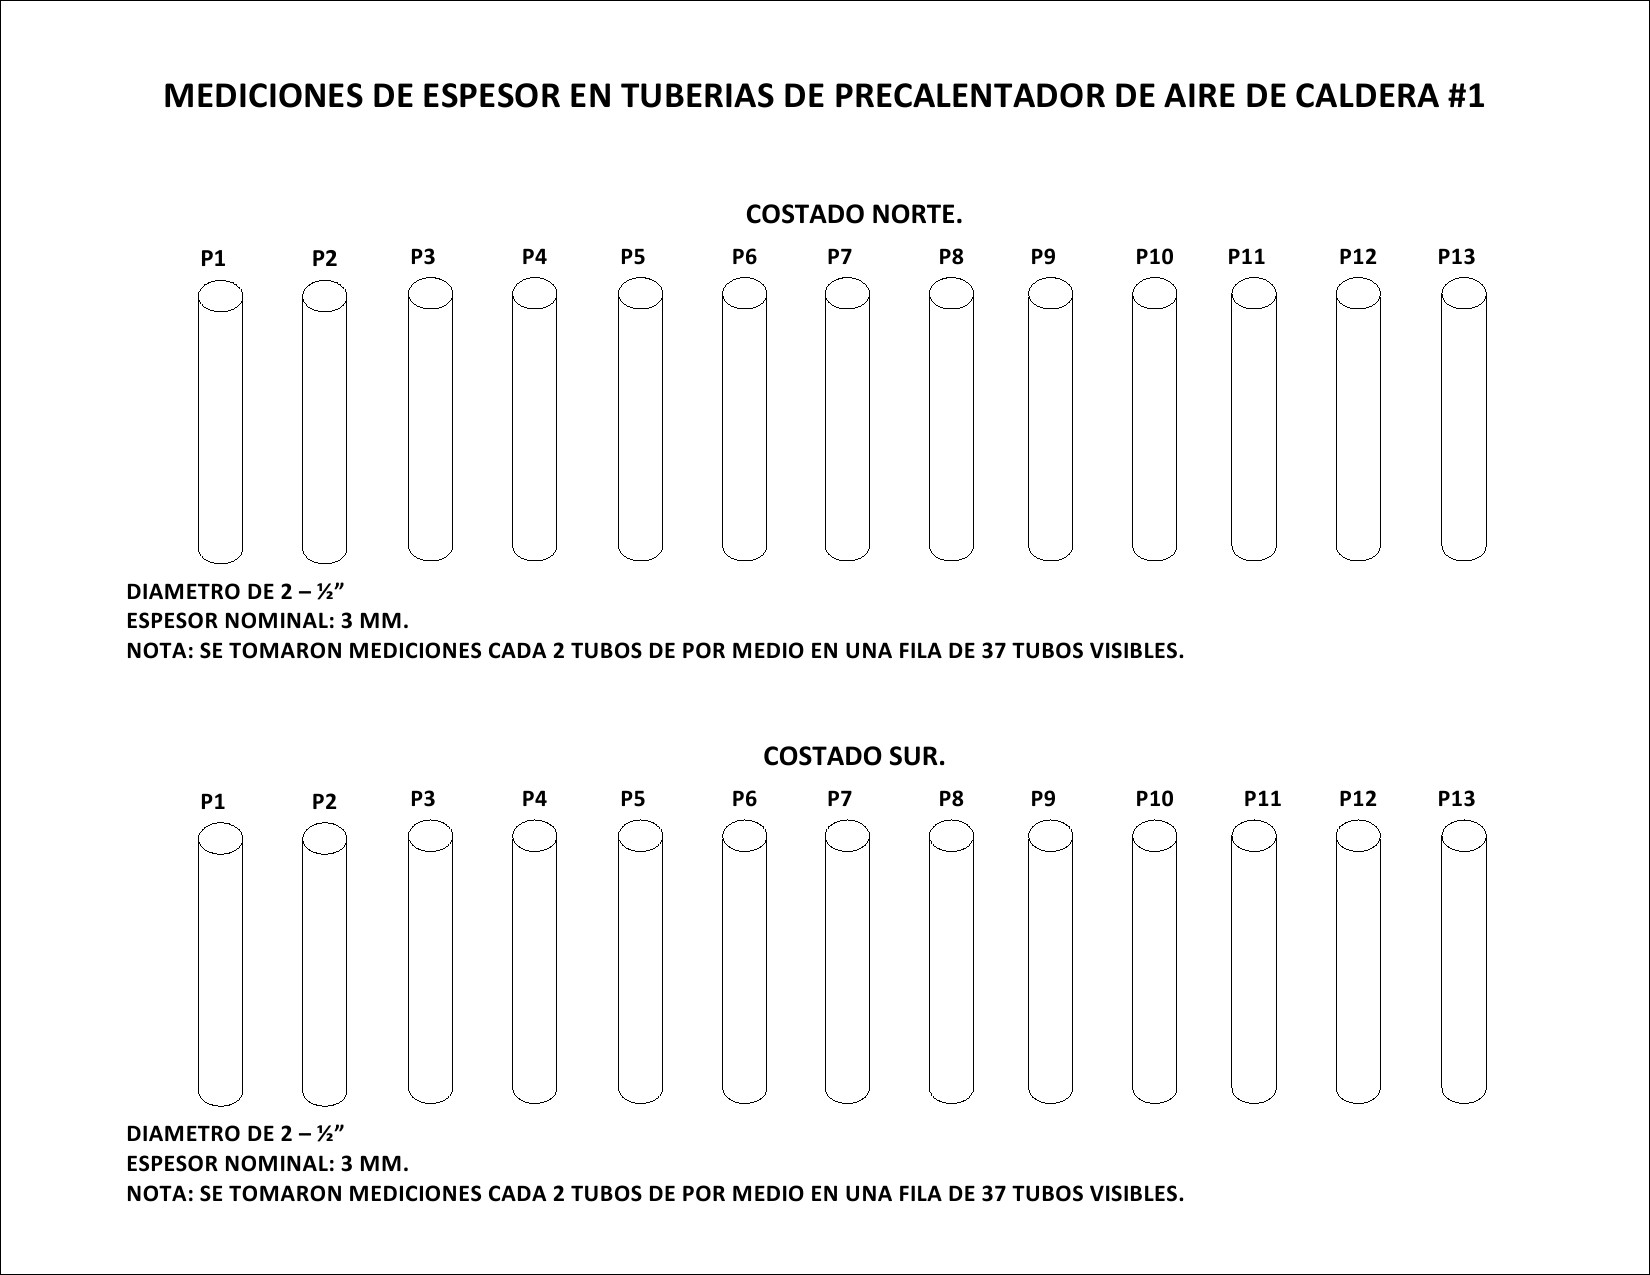 MEDICIONES DE ESPESOR EN TUBERIAS DE PRECALENTADOR DE AIRE DE CALDERA #1
COSTADO NORTE.
P1 P2 P3 P4 P5 P6 P7 P8 P9 P10 P11 P12 P13
DIAMETRO DE 2 – ½”
ESPESOR NOMINAL: 3 MM.
NOTA: SE TOMARON MEDICIONES CADA 2 TUBOS DE POR MEDIO EN UNA FILA DE 37 TUBOS VISIBLES.
COSTADO SUR.
P1 P2 P3 P4 P5 P6 P7 P8 P9 P10 P11 P12 P13
DIAMETRO DE 2 – ½”
ESPESOR NOMINAL: 3 MM.
NOTA: SE TOMARON MEDICIONES CADA 2 TUBOS DE POR MEDIO EN UNA FILA DE 37 TUBOS VISIBLES.